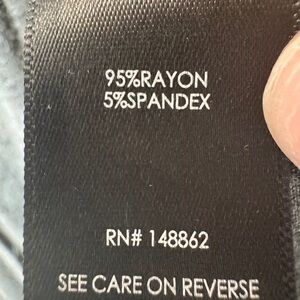 95%RAYON
5%SPANDEX
RN# 148862
SEE CARE ON REVERSE